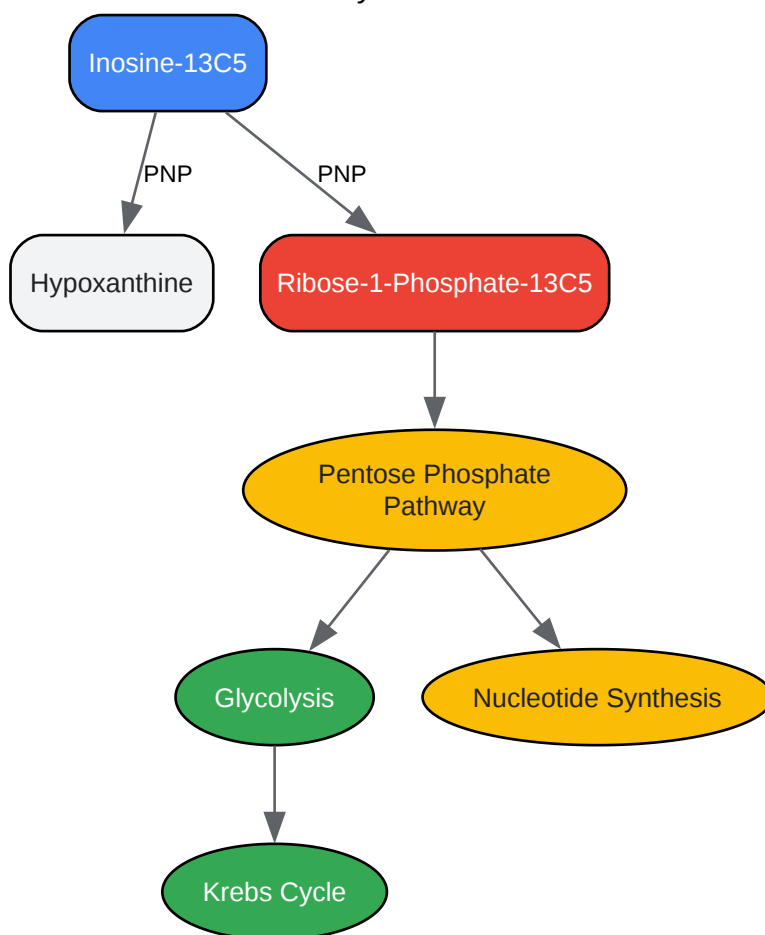 Inosine-13C5
PNP
PNP
Hypoxanthine
Ribose-1-Phosphate-13C5
Pentose Phosphate
Pathway
Glycolysis
Nucleotide Synthesis
Krebs Cycle